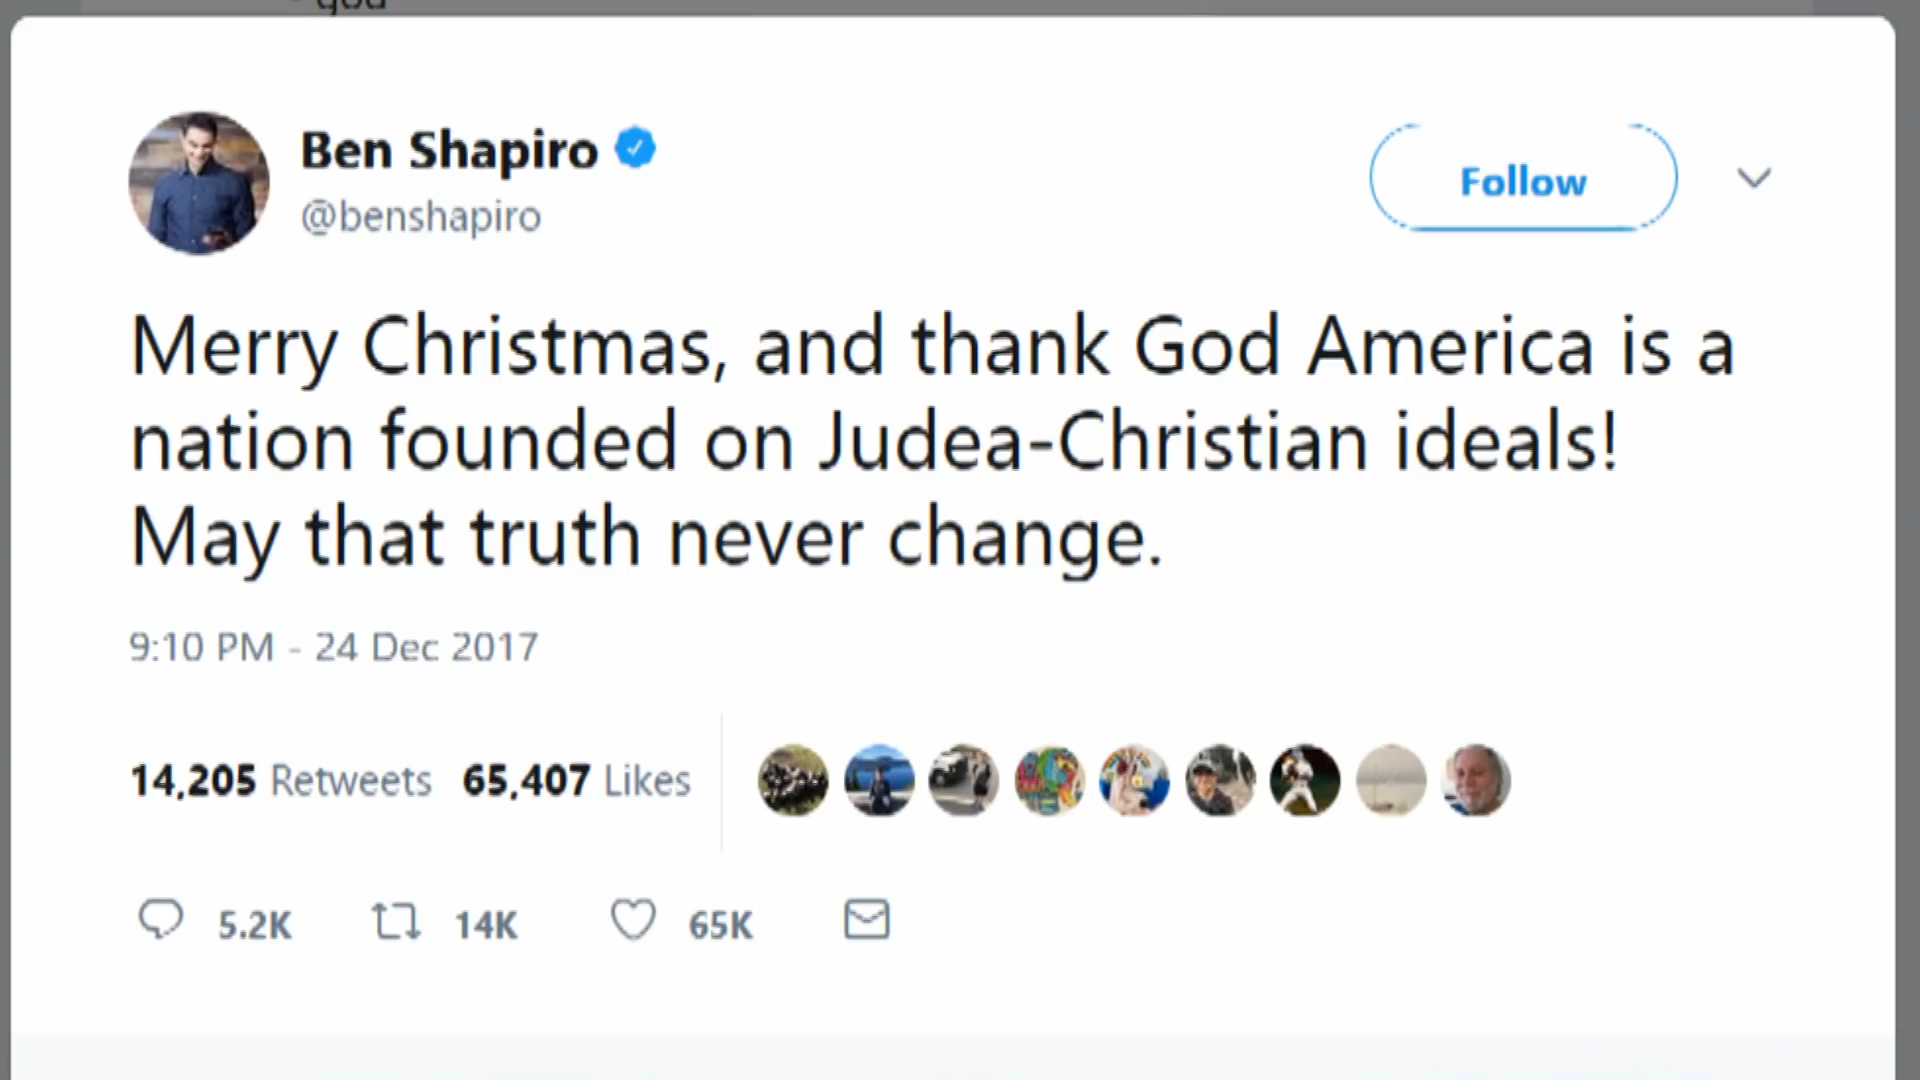 god
Ben Shapiro
@benshapiro
Follow
Merry Christmas, and thank God America is a
nation founded on Judea-Christian ideals!
May that truth never change.
9:10 PM - 24 Dec 2017
14,205 Retweets 65,407 Likes
5.2K 14K 65K